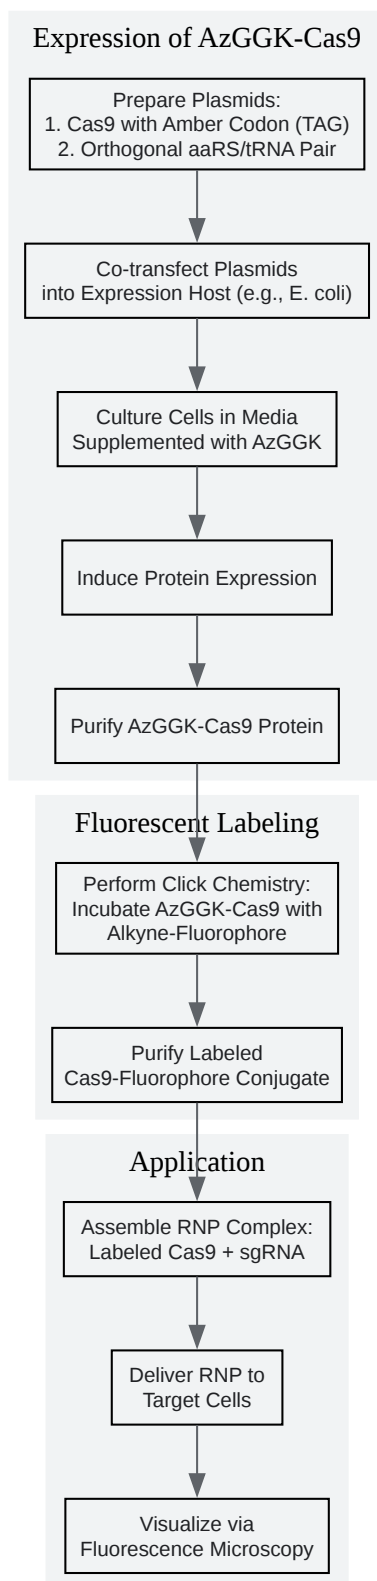 Expression of AzGGK-Cas9
Prepare Plasmids:
1. Cas9 with Amber Codon (TAG)
2. Orthogonal aaRS/tRNA Pair
Co-transfect Plasmids
into Expression Host (e.g., E. coli)
Culture Cells in Media
Supplemented with AzGGK
Induce Protein Expression
Purify AzGGK-Cas9 Protein
Fluorescent Labeling
Perform Click Chemistry:
Incubate AzGGK-Cas9 with
Alkyne-Fluorophore
Purify Labeled
Cas9-Fluorophore Conjugate
Application
Assemble RNP Complex:
Labeled Cas9 + sgRNA
Deliver RNP to
Target Cells
Visualize via
Fluorescence Microscopy